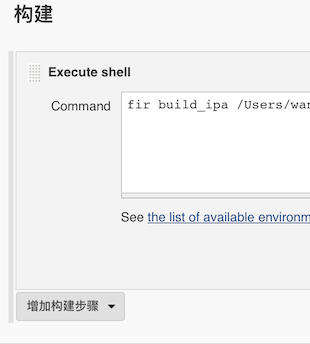 构建
Execute shell
Command
fir build_ipa /Users/wan
See the list of available environm
增加构建步骤